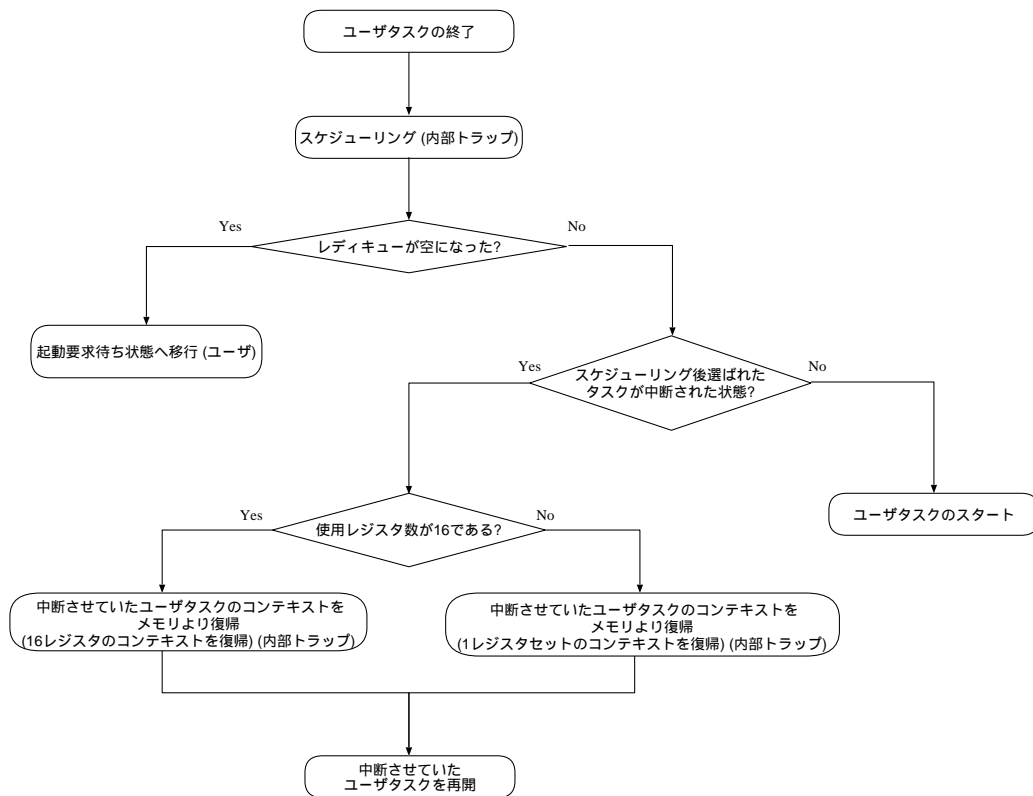 ユーザタスクの終了
スケジューリング (内部トラップ)
Yes
No
レディキューが空になった?
起動要求待ち状態へ移行 (ユーザ)
Yes
No
スケジューリング後選ばれた
タスクが中断された状態?
Yes
No
使用レジスタ数が16である?
ユーザタスクのスタート
中断させていたユーザタスクのコンテキストを
メモリより復帰
(16レジスタのコンテキストを復帰) (内部トラップ)
中断させていたユーザタスクのコンテキストを
メモリより復帰
(1レジスタセットのコンテキストを復帰) (内部トラップ)
中断させていた
ユーザタスクを再開